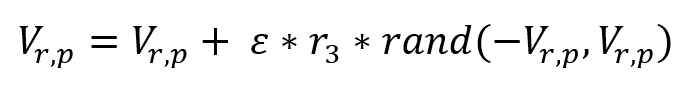 V_{r,p} = V_{r,p} + ε * r_3 * rand(−V_{r,p}, V_{r,p})